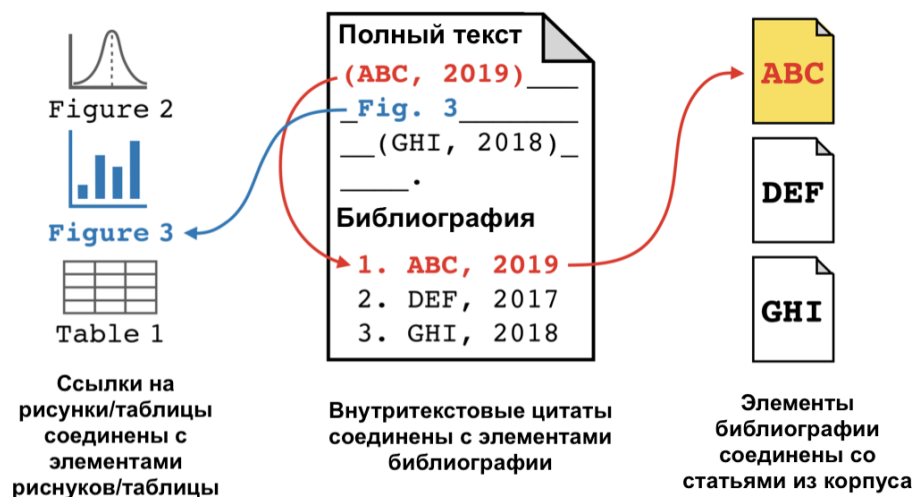 Figure 2
Figure 3
Table 1
Ссылки на
рисунки/таблицы
соединены с
элементами
риснуков/таблицы
Полный текст
(ABC, 2019)____
_Fig. 3_______
__(GHI, 2018)_
____.
Библиография
1. ABC, 2019
2. DEF, 2017
3. GHI, 2018
Внутритекстовые цитаты
соединены с элементами
библиографии
ABC
DEF
GHI
Элементы
библиографии
соединены со
статьями из корпуса